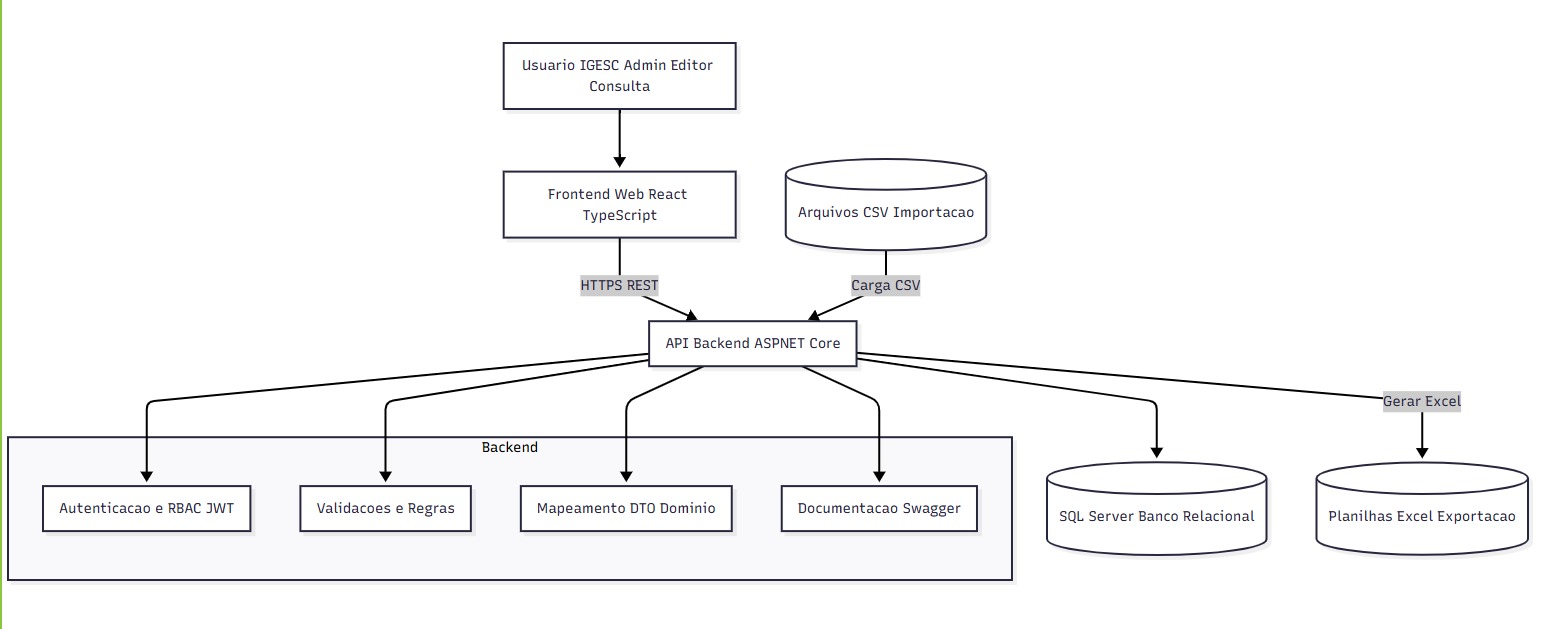 Usuario IGESC Admin Editor
Consulta
Frontend Web React
TypeScript
Arquivos CSV Importacao
HTTPS REST
Carga CSV
API Backend ASPNET Core
Gerar Excel
Backend
Autenticacao e RBAC JWT
Validacoes e Regras
Mapeamento DTO Dominio
Documentacao Swagger
SQL Server Banco Relacional
Planilhas Excel Exportacao